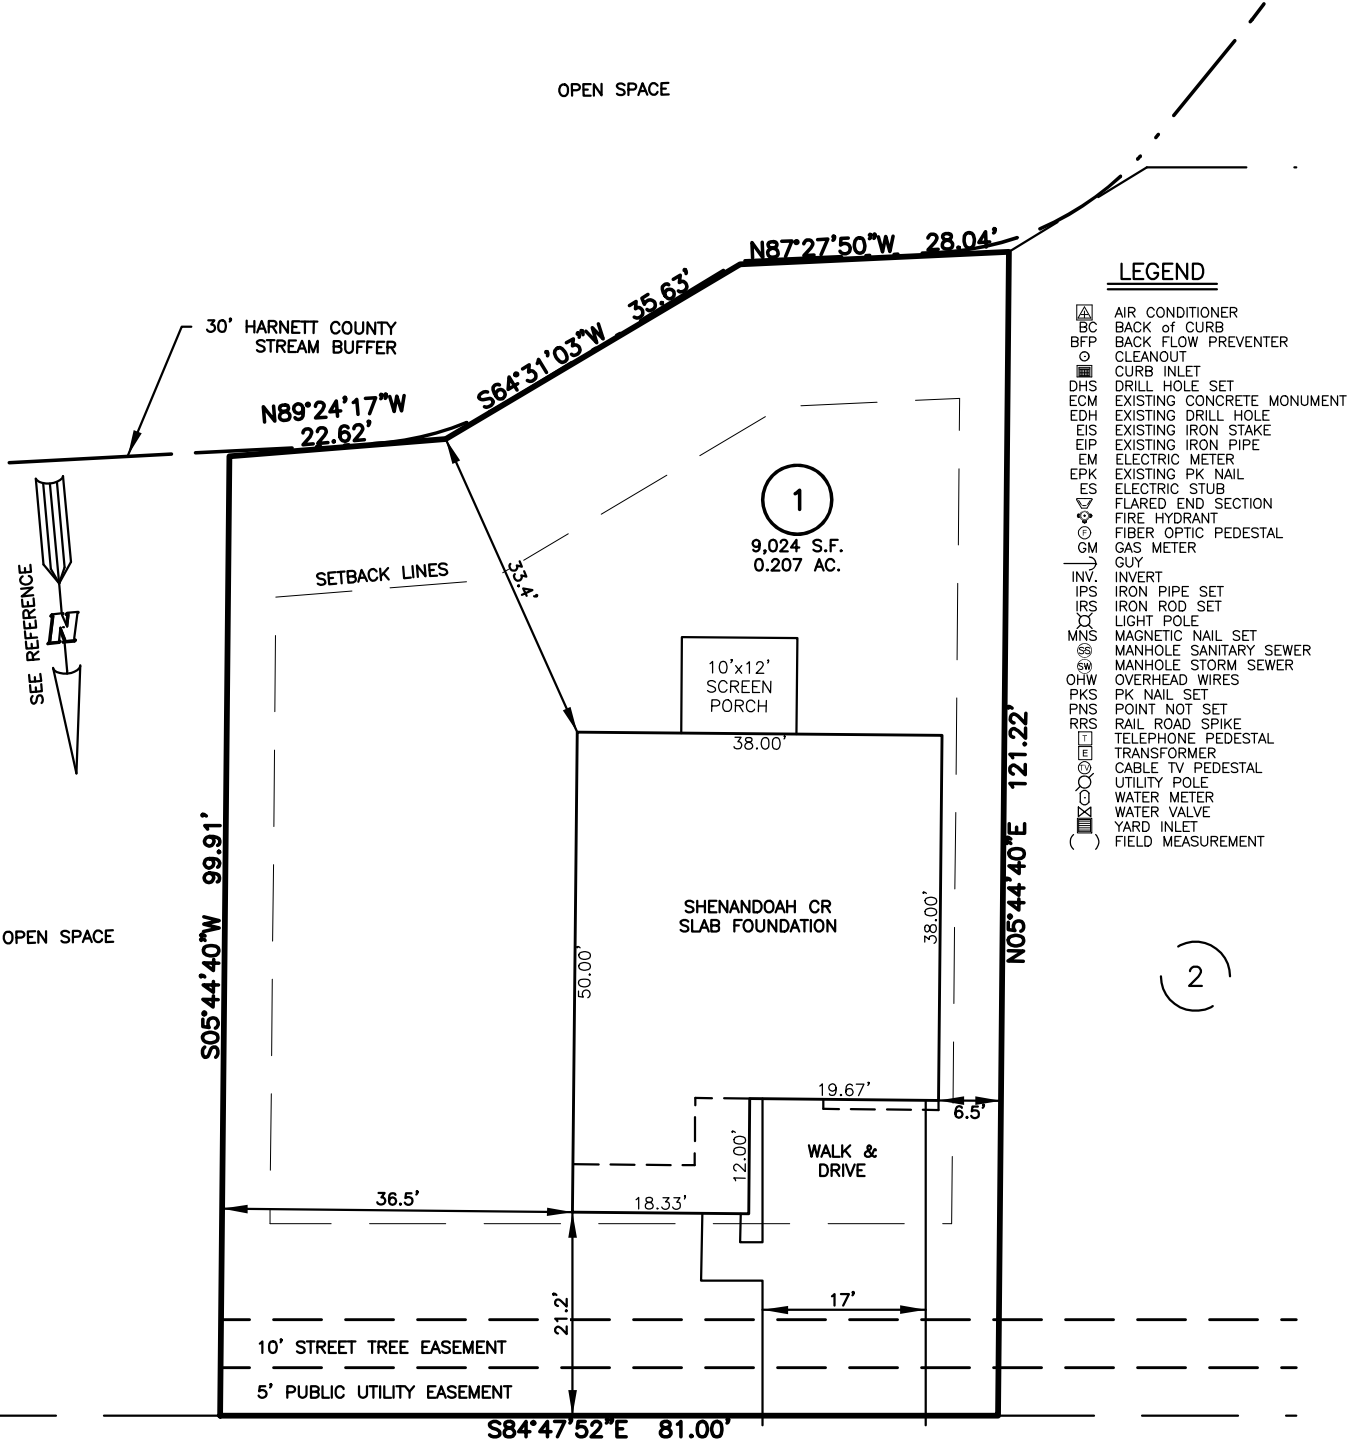 OPEN SPACE
N87°27'50"W 28.04'
S64°31'03"W 35.63'
30' HARNETT COUNTY
STREAM BUFFER
N89°24'17"W
22.62'
LEGEND
AIR CONDITIONER
BC BACK of CURB
BFP BACK FLOW PREVENTER
CLEANOUT
CURB INLET
DHS DRILL HOLE SET
ECM EXISTING CONCRETE MONUMENT
EDH EXISTING DRILL HOLE
EIS EXISTING IRON STAKE
EIP EXISTING IRON PIPE
EM ELECTRIC METER
EPK EXISTING PK NAIL
ES ELECTRIC STUB
FLARED END SECTION
FIRE HYDRANT
F FIBER OPTIC PEDESTAL
GM GAS METER
GUY
INV. INVERT
IPS IRON PIPE SET
IRS IRON ROD SET
LIGHT POLE
MNS MAGNETIC NAIL SET
SS MANHOLE SANITARY SEWER
SW MANHOLE STORM SEWER
OHW OVERHEAD WIRES
PKS PK NAIL SET
PNS POINT NOT SET
RRS RAIL ROAD SPIKE
T TELEPHONE PEDESTAL
E TRANSFORMER
TV CABLE TV PEDESTAL
UTILITY POLE
WATER METER
WATER VALVE
YARD INLET
( ) FIELD MEASUREMENT
1
9,024 S.F.
0.207 AC.
SETBACK LINES
33.4'
SEE REFERENCE
N
10'x12'
SCREEN
PORCH
38.00'
N05°44'40"E 121.22'
S05°44'40"W 99.91'
SHENANDOAH CR
SLAB FOUNDATION
38.00'
50.00'
OPEN SPACE
2
19.67'
6.5'
12.00'
WALK &
DRIVE
36.5'
18.33'
21.2'
17'
10' STREET TREE EASEMENT
5' PUBLIC UTILITY EASEMENT
S84°47'52"E 81.00'